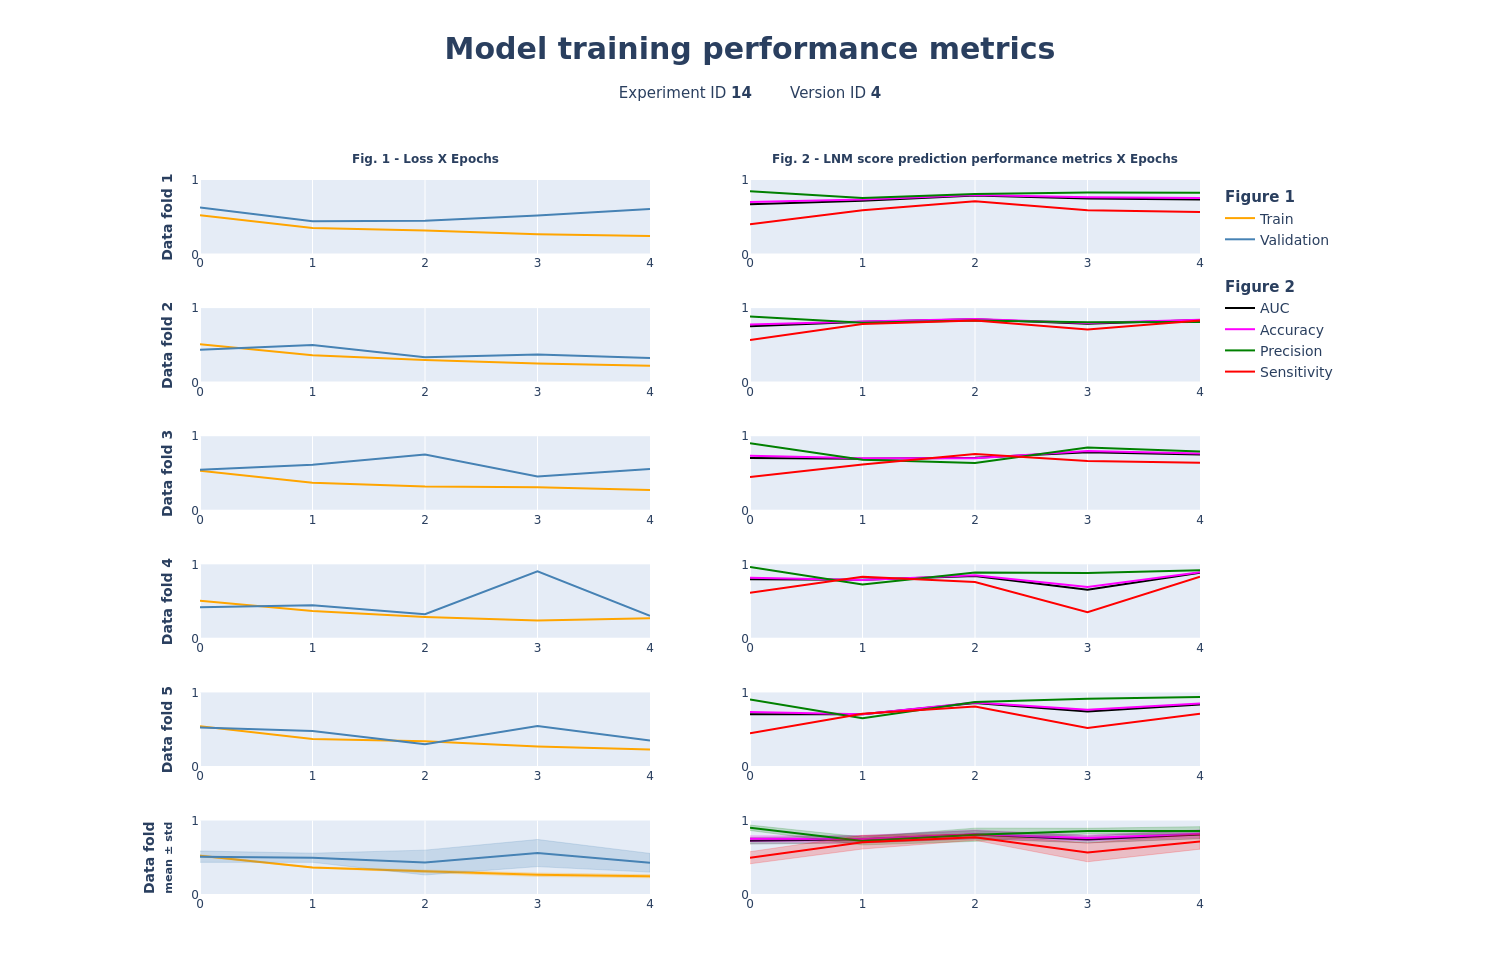 Model training performance metrics
Experiment ID 14 Version ID 4
Fig. 1 - Loss X Epochs
Fig. 2 - LNM score prediction performance metrics X Epochs
Data fold 1
1
0
0 1 2 3 4
1
0
0 1 2 3 4
Figure 1
Train
Validation
Figure 2
AUC
Accuracy
Precision
Sensitivity
Data fold 2
1
0
0 1 2 3 4
1
0
0 1 2 3 4
Data fold 3
1
0
0 1 2 3 4
1
0
0 1 2 3 4
Data fold 4
1
0
0 1 2 3 4
1
0
0 1 2 3 4
Data fold 5
1
0
0 1 2 3 4
1
0
0 1 2 3 4
Data fold
mean ± std
1
0
0 1 2 3 4
1
0
0 1 2 3 4